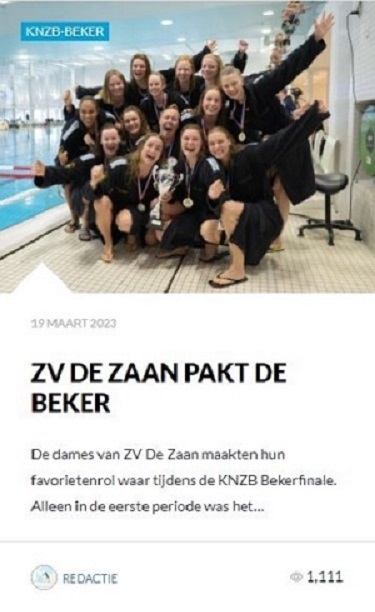 KNZB-BEKER
19 MAART 2023
ZV DE ZAAN PAKT DE
BEKER
De dames van ZV De Zaan maakten hun
favorietenrol waar tijdens de KNZB Bekerfinale.
Alleen in de eerste periode was het...
REDACTIE
1,111